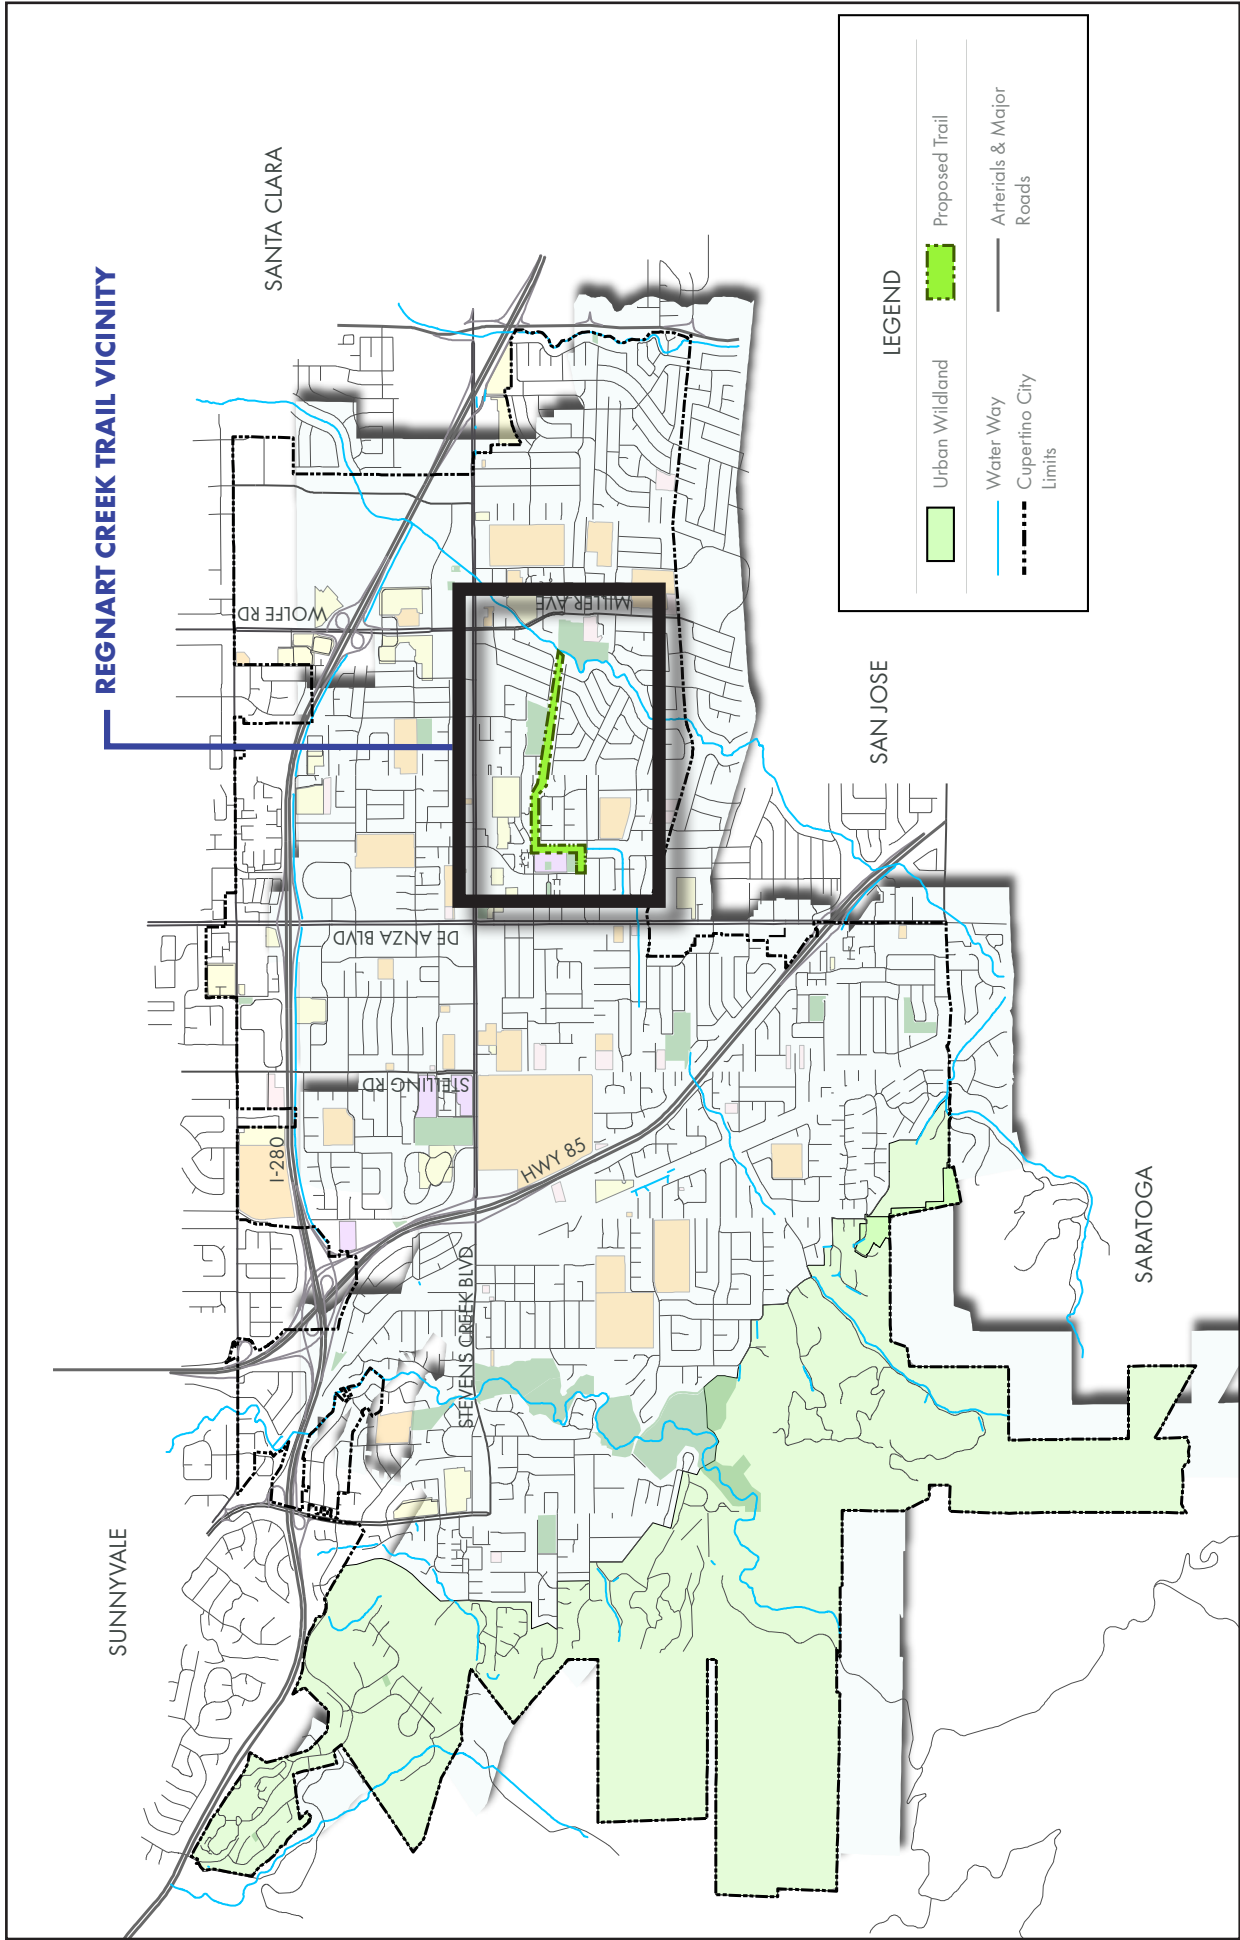 REGNART CREEK TRAIL VICINITY
SUNNYVALE
SANTA CLARA
WOLFE RD
I-280
DE ANZA BLVD
STELLING RD
STEVENS CREEK BLVD
HWY 85
MILLER AVE
SAN JOSE
SARATOGA
LEGEND
Urban Wildland
Proposed Trail
Water Way
Arterials & Major
Roads
Cupertino City
Limits